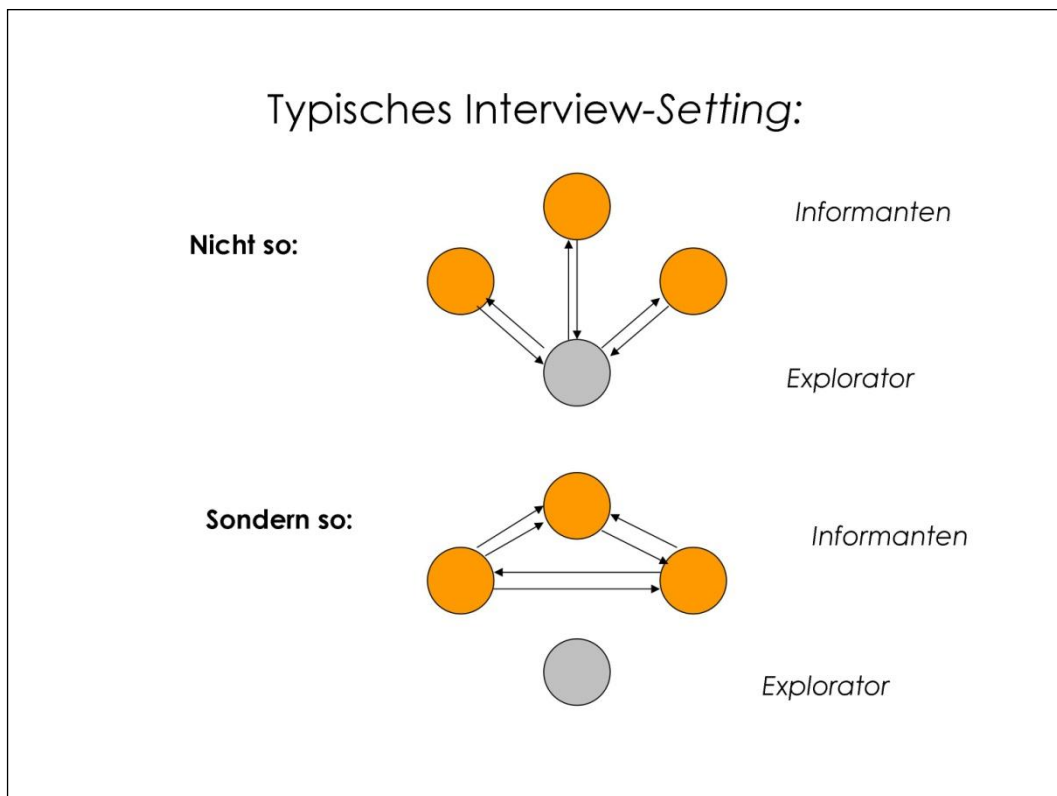 Typisches Interview-Setting:
Informanten
Nicht so:
Explorator
Sondern so:
Informanten
Explorator